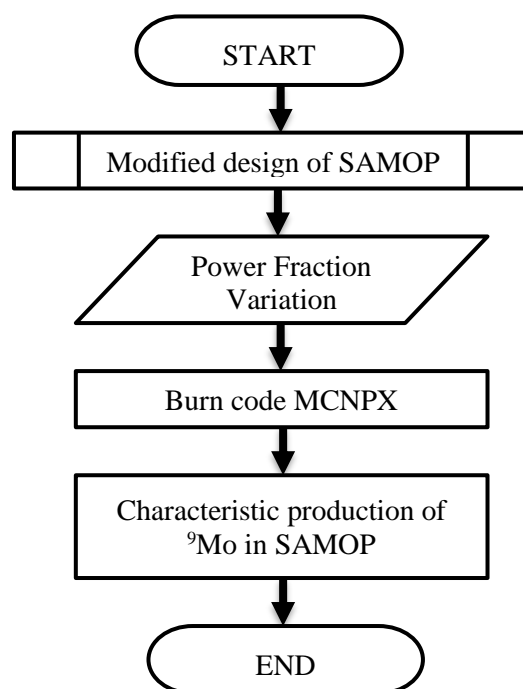 START
Modified design of SAMOP
Power Fraction
Variation
Burn code MCNPX
Characteristic production of
⁹Mo in SAMOP
END